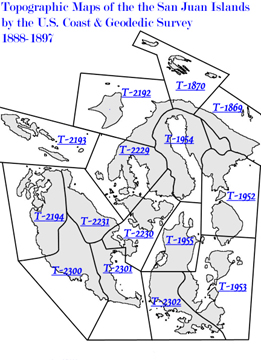 Topographic Maps of the the San Juan Islands
by the U.S. Coast & Geodedic Survey
1888-1897
T-1870
T-2192
T-1869
T-2193
T-2229
T-1954
T-1952
T-2194
T-2231
T-2230
T-1955
T-2300
T-2301
T-1953
T-2302